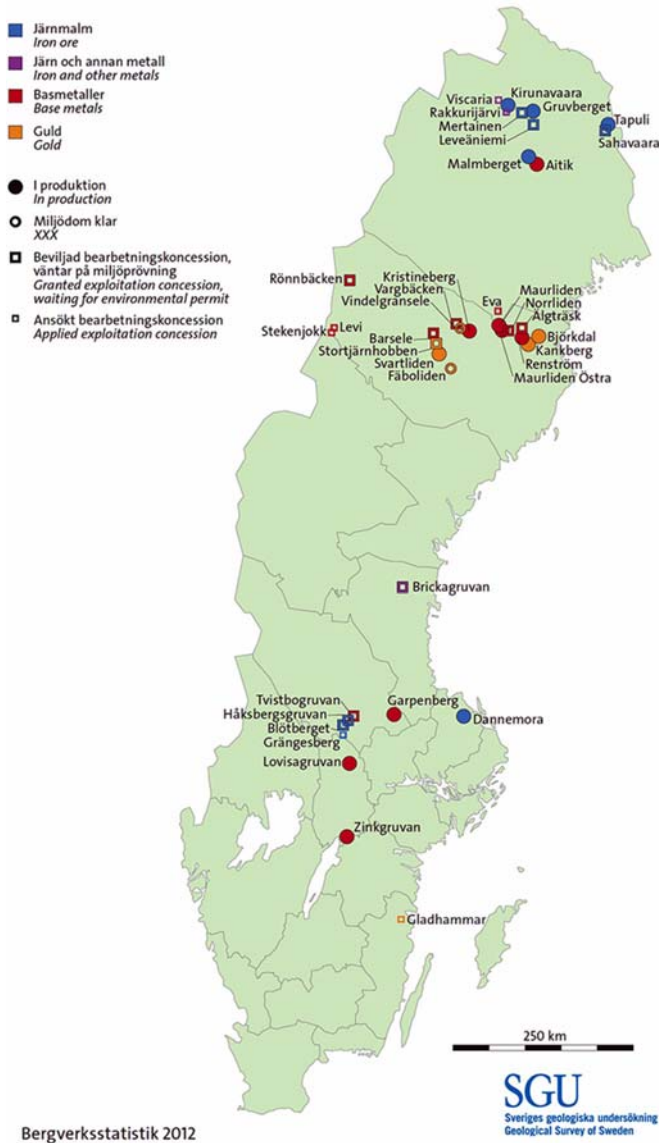 Järnmalm
Iron ore
Järn och annan metall
Iron and other metals
Basmetaller
Base metals
Guld
Gold
I produktion
In production
Miljödom klar
XXX
Beviljad bearbetningskoncession,
väntar på miljöprövning
Granted exploitation concession,
waiting for environmental permit
Ansökt bearbetningskoncession
Applied exploitation concession
Viscaria
Kirunavaara
Rakkurijärvi
Gruvberget
Mertainen
Leveäniemi
Tapuli
Sahavaara
Malmberget
Aitik
Rönnbäcken
Kristineberg
Vargbäcken
Vindelgransele
Eva
Maurliden
Norrliden
Älgträsk
Levi
Stekenjokk
Barsele
Stortjärnhobben
Svartliden
Fäboliden
Björkdal
Kankberg
Renström
Maurliden Östra
Brickagruvan
Tvistbogruvan
Håksbergsgruvan
Blötberget
Grängesberg
Garpenberg
Dannemora
Lovisagruvan
Zinkgruvan
Gladhammar
250 km
SGU
Sveriges geologiska undersökning
Geological Survey of Sweden
Bergverksstatistik 2012